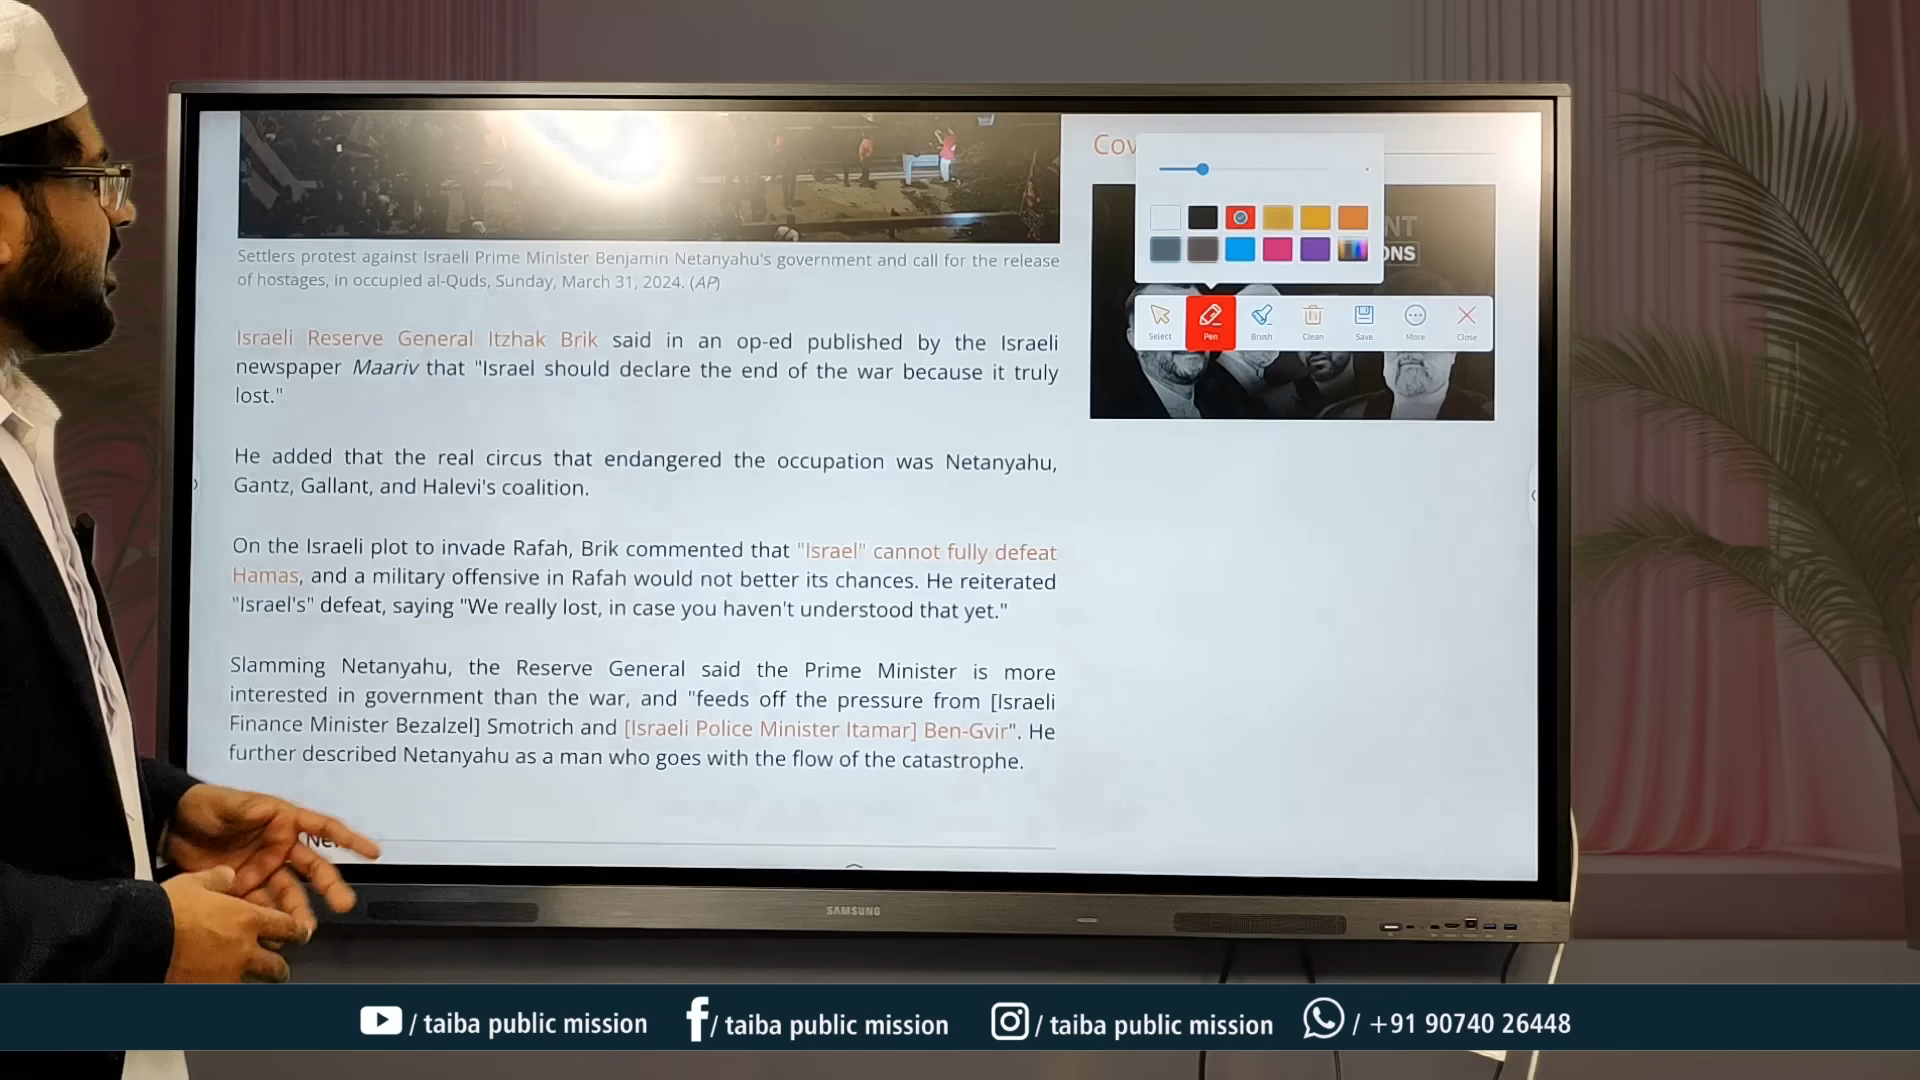 Settlers protest against Israeli Prime Minister Benjamin Netanyahu's government and call for the release
of hostages, in occupied al-Quds, Sunday, March 31, 2024. (AP)
Israeli Reserve General Itzhak Brik said in an op-ed published by the Israeli
newspaper Maariv that "Israel should declare the end of the war because it truly
lost."
He added that the real circus that endangered the occupation was Netanyahu,
Gantz, Gallant, and Halevi's coalition.
On the Israeli plot to invade Rafah, Brik commented that "Israel" cannot fully defeat
Hamas, and a military offensive in Rafah would not better its chances. He reiterated
"Israel's" defeat, saying "We really lost, in case you haven't understood that yet."
Slamming Netanyahu, the Reserve General said the Prime Minister is more
interested in government than the war, and "feeds off the pressure from [Israeli
Finance Minister Bezalzel] Smotrich and [Israeli Police Minister Itamar] Ben-Gvir". He
further described Netanyahu as a man who goes with the flow of the catastrophe.
Cov
NT
ONS
Select Pen Brush Clean Save More Close
SAMSUNG
/ taiba public mission
/ taiba public mission
/ taiba public mission
/ +91 90740 26448